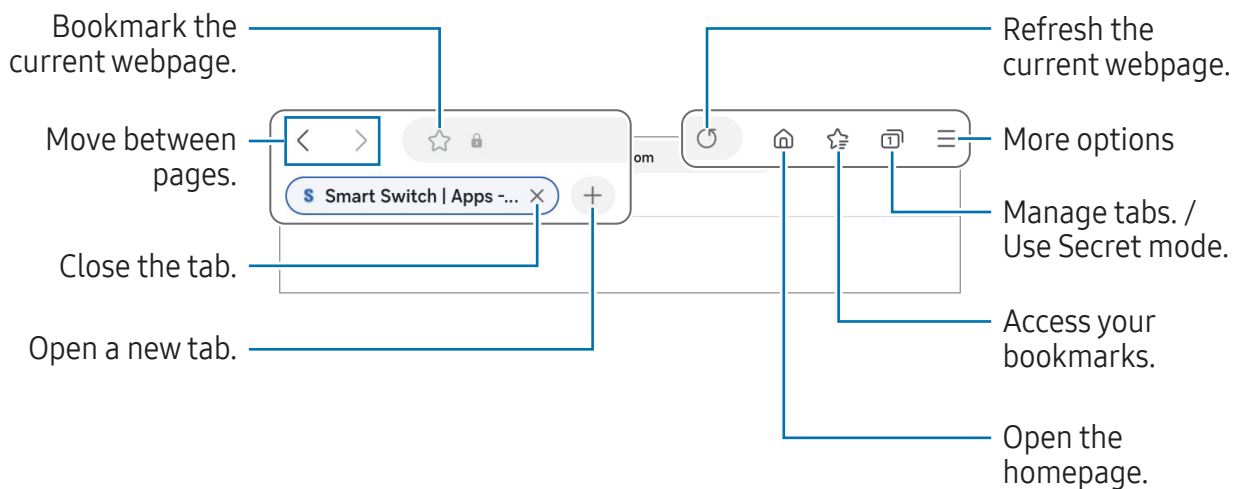 Bookmark the
current webpage.
Refresh the
current webpage.
Move between
pages.
om
1
More options
S Smart Switch | Apps -...
Manage tabs. /
Use Secret mode.
Close the tab.
Open a new tab.
Access your
bookmarks.
Open the
homepage.